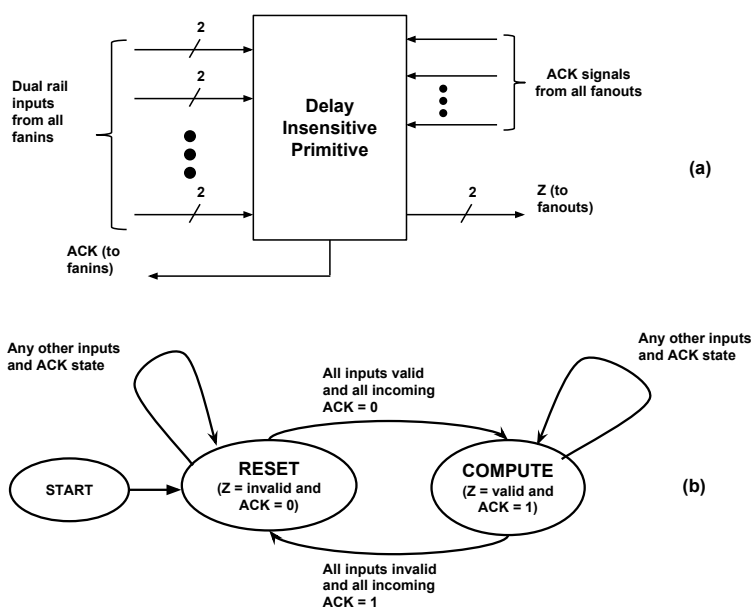 2
2
2
Dual rail
inputs
from all
fanins
Delay
Insensitive
Primitive
ACK signals
from all fanouts
2
Z (to
fanouts)
ACK (to
fanins)
(a)
Any other inputs
and ACK state
All inputs valid
and all incoming
ACK = 0
Any other inputs
and ACK state
START
RESET
(Z = invalid and
ACK = 0)
COMPUTE
(Z = valid and
ACK = 1)
(b)
All inputs invalid
and all incoming
ACK = 1